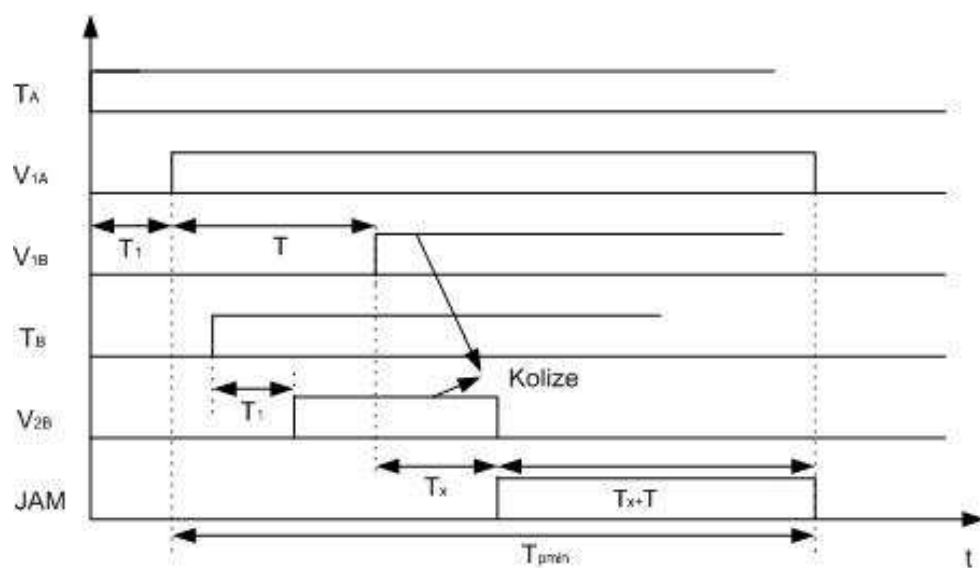 TA
V1A
T1
T
V1B
TB
Kolize
T1
V2B
Tx
Tx+T
JAM
Tpmin
t